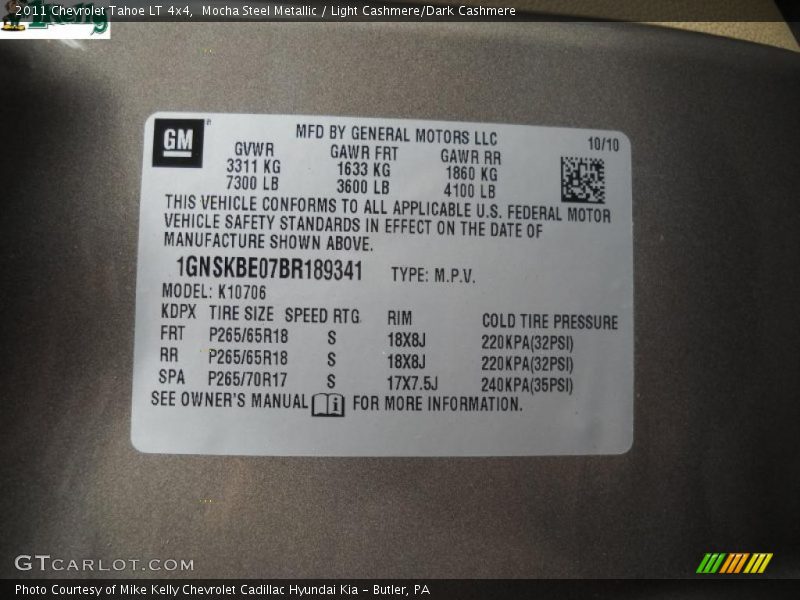 2011 Chevrolet Tahoe LT 4x4,  Mocha Steel Metallic / Light Cashmere/Dark Cashmere
GM
MFD BY GENERAL MOTORS LLC
10/10
GVWR GAWR FRT GAWR RR
3311 KG 1633 KG 1860 KG
7300 LB 3600 LB 4100 LB
THIS VEHICLE CONFORMS TO ALL APPLICABLE U.S. FEDERAL MOTOR
VEHICLE SAFETY STANDARDS IN EFFECT ON THE DATE OF
MANUFACTURE SHOWN ABOVE.
1GNSKBE07BR189341 TYPE: M.P.V.
MODEL: K10706
KDPX TIRE SIZE SPEED RTG RIM COLD TIRE PRESSURE
FRT P265/65R18 S 18X8J 220KPA(32PSI)
RR P265/65R18 S 18X8J 220KPA(32PSI)
SPA P265/70R17 S 17X7.5J 240KPA(35PSI)
SEE OWNER'S MANUAL FOR MORE INFORMATION.
GTCARLOT.COM
Photo Courtesy of Mike Kelly Chevrolet Cadillac Hyundai Kia - Butler, PA